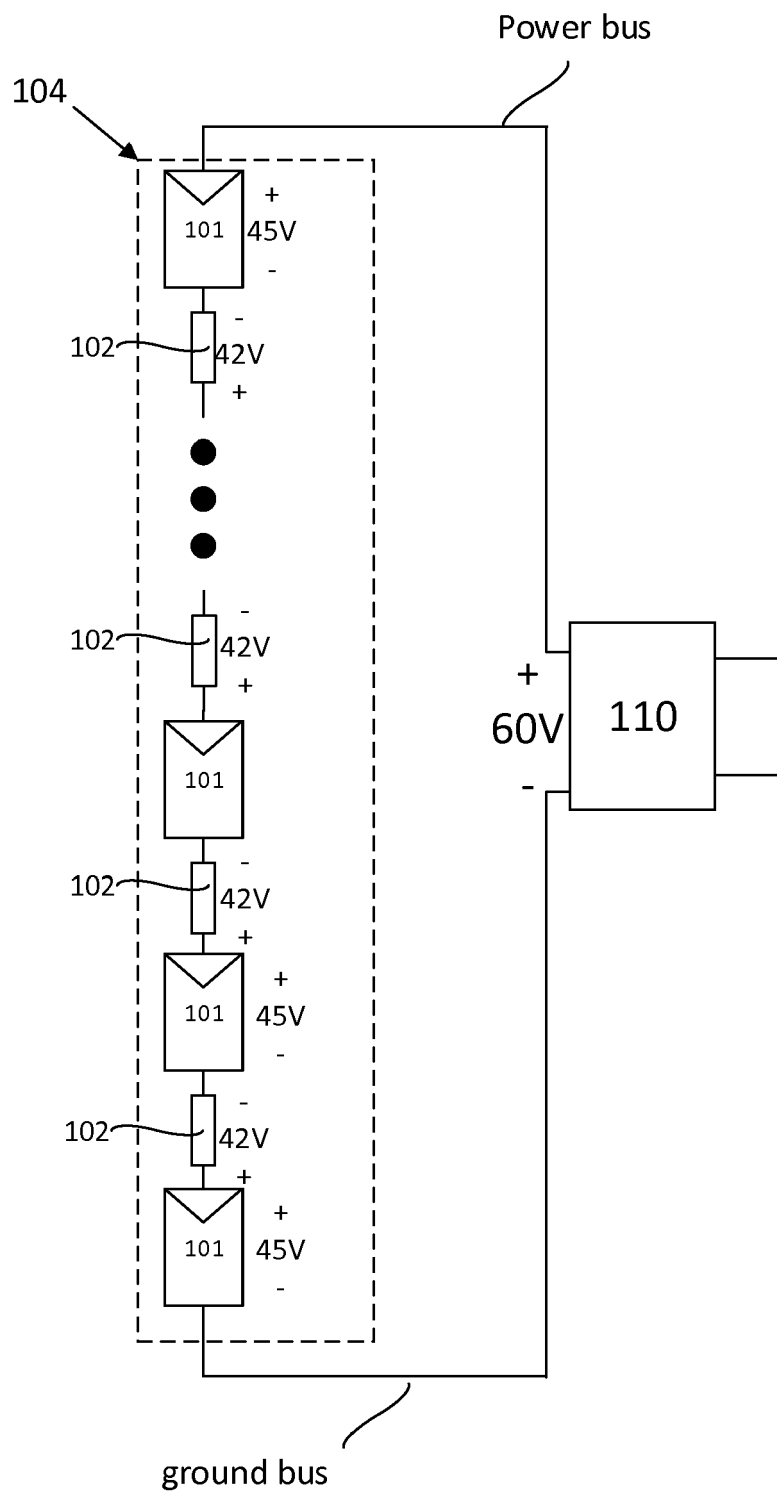 Power bus
104
+
101 45V
-
-
102 42V
+
-
102 42V
+
101
+
60V 110
-
-
102 42V
+
+
101 45V
-
-
102 42V
+
+
101 45V
-
ground bus